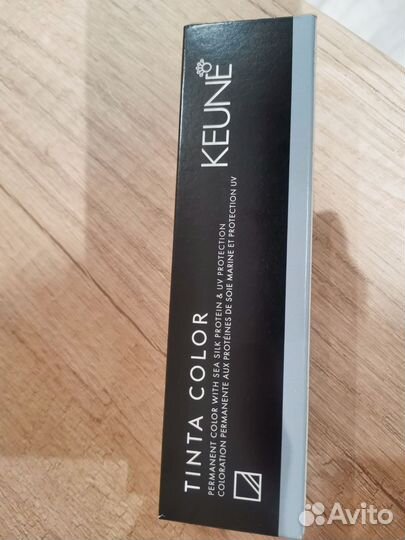 KEUNE
TINTA COLOR
PERMANENT COLOR WITH SEA SILK PROTEIN & UV PROTECTION
COLORATION PERMANENTE AUX PROTÉINES DE SOIE MARINE ET PROTECTION UV
Avito